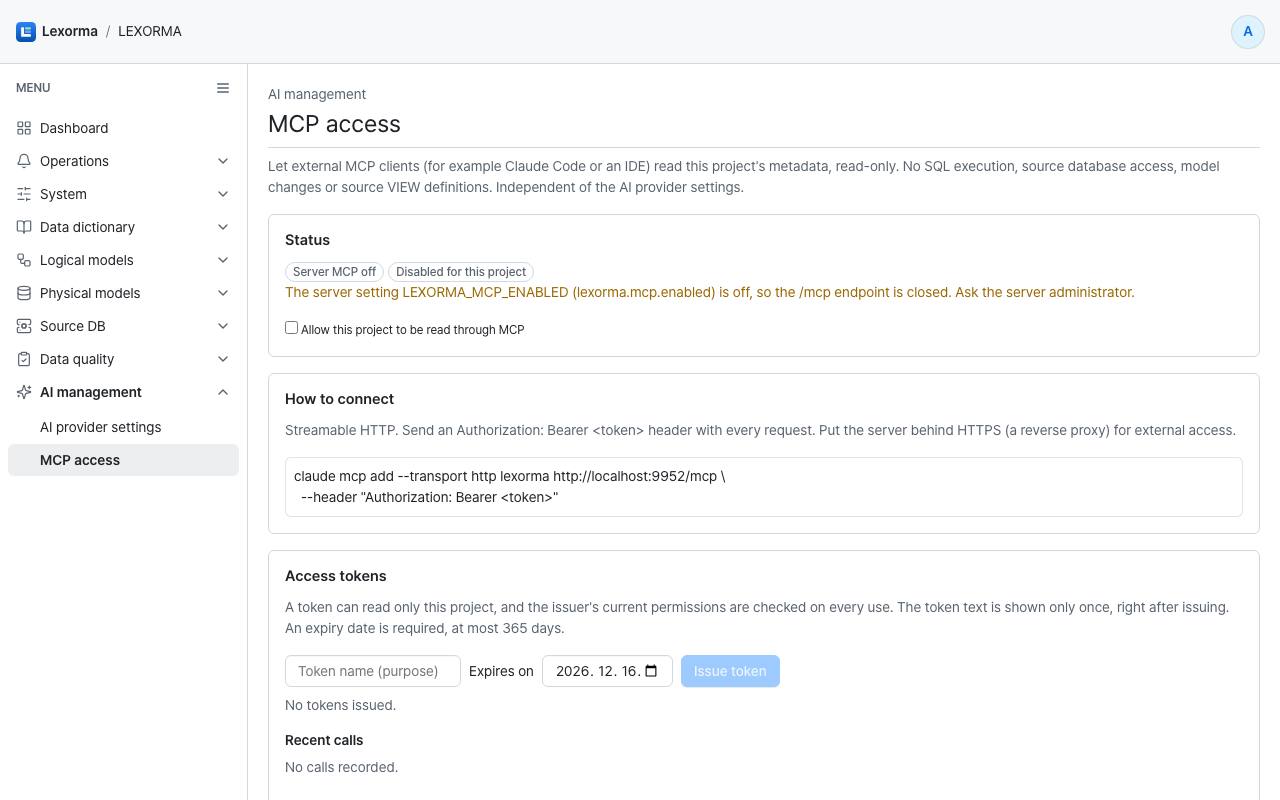 Lexorma / LEXORMA
A
MENU
Dashboard
Operations
System
Data dictionary
Logical models
Physical models
Source DB
Data quality
AI management
AI provider settings
MCP access
AI management
MCP access
Let external MCP clients (for example Claude Code or an IDE) read this project's metadata, read-only. No SQL execution, source database access, model
changes or source VIEW definitions. Independent of the AI provider settings.
Status
Server MCP off Disabled for this project
The server setting LEXORMA_MCP_ENABLED (lexorma.mcp.enabled) is off, so the /mcp endpoint is closed. Ask the server administrator.
Allow this project to be read through MCP
How to connect
Streamable HTTP. Send an Authorization: Bearer <token> header with every request. Put the server behind HTTPS (a reverse proxy) for external access.
claude mcp add --transport http lexorma http://localhost:9952/mcp \
--header "Authorization: Bearer <token>"
Access tokens
A token can read only this project, and the issuer's current permissions are checked on every use. The token text is shown only once, right after issuing.
An expiry date is required, at most 365 days.
Token name (purpose) Expires on 2026. 12. 16. Issue token
No tokens issued.
Recent calls
No calls recorded.